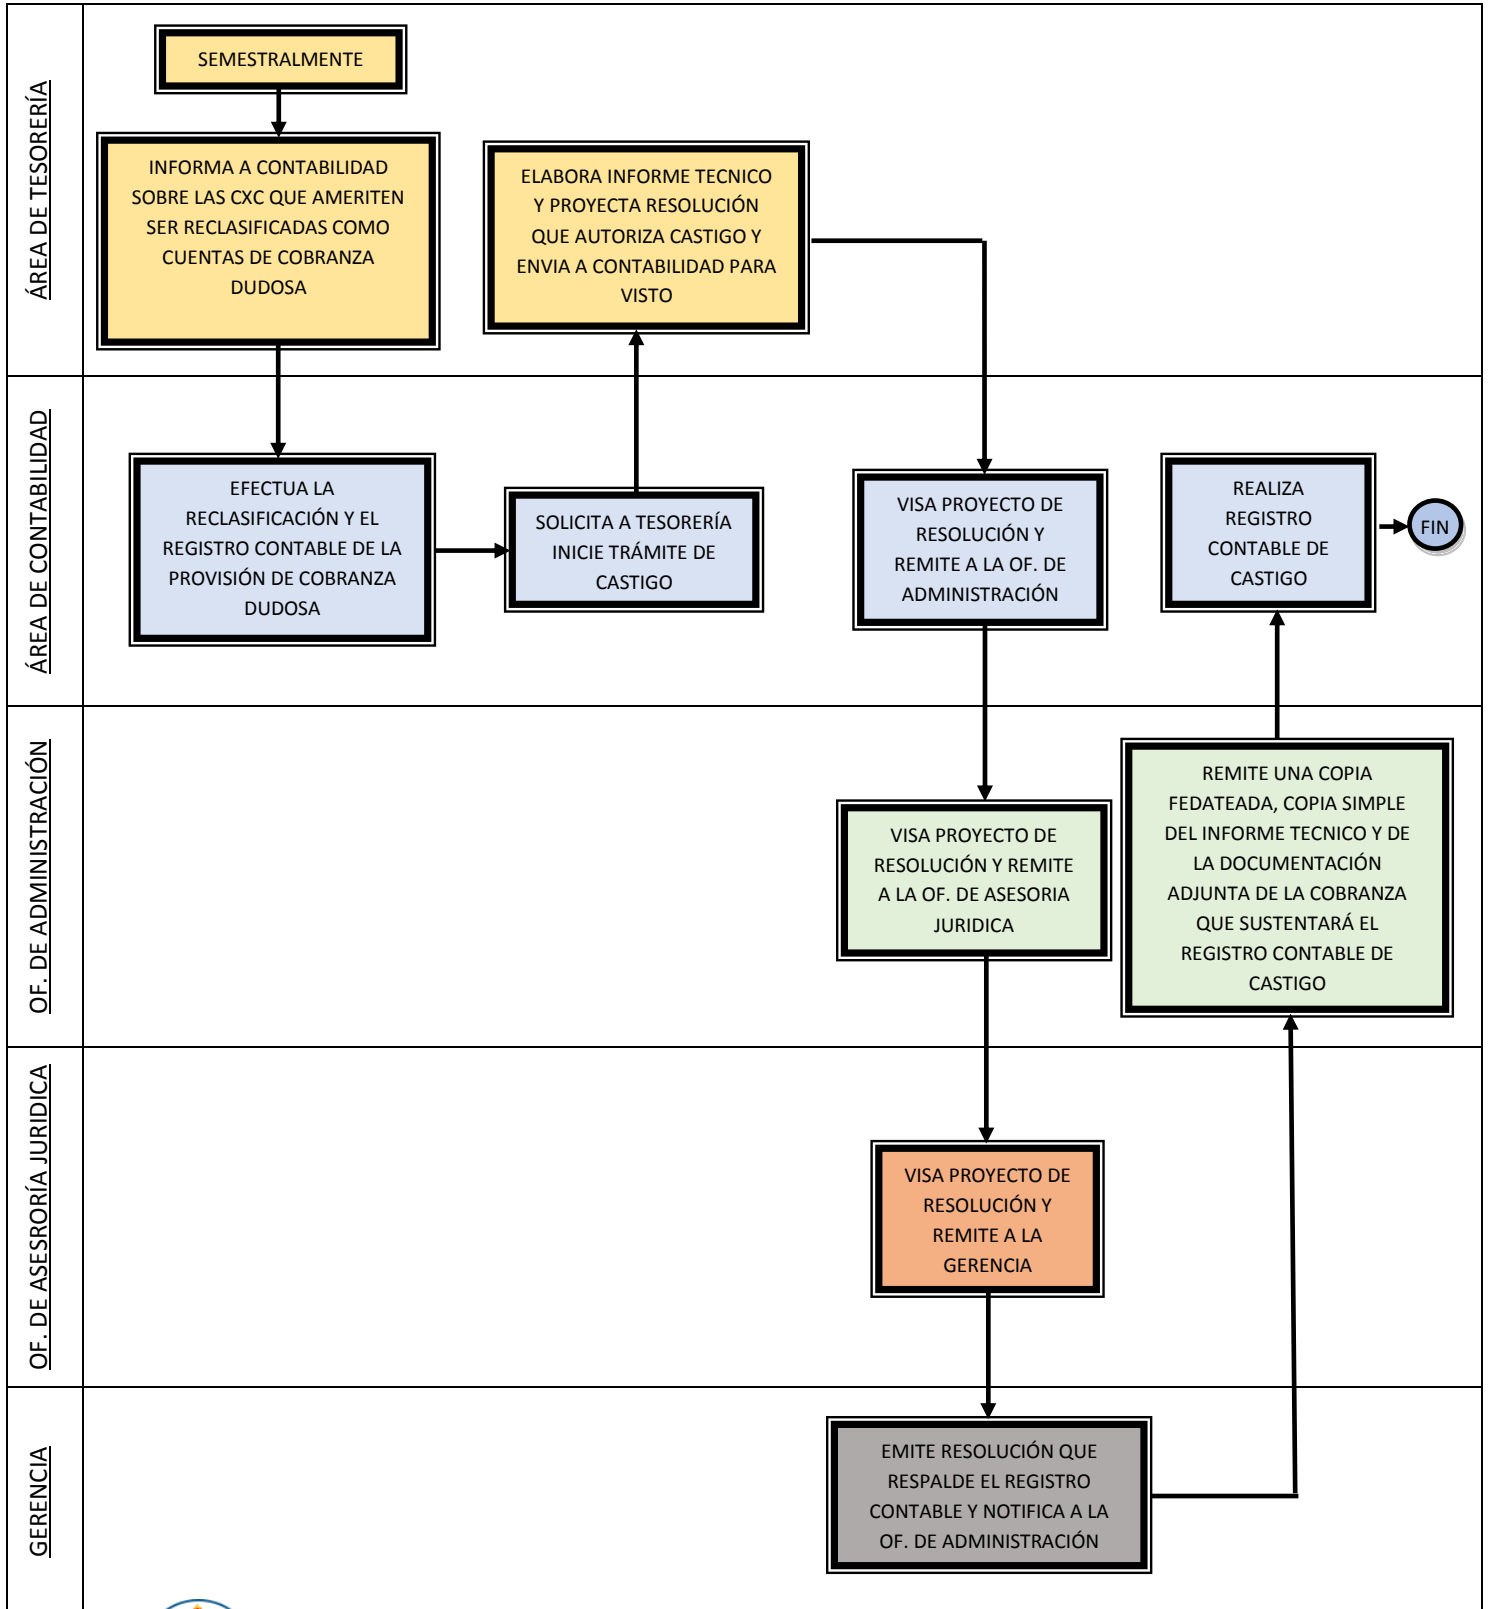 ÁREA DE TESORERÍA
SEMESTRALMENTE
INFORMA A CONTABILIDAD
SOBRE LAS CXC QUE AMERITEN
SER RECLASIFICADAS COMO
CUENTAS DE COBRANZA
DUDOSA
ELABORA INFORME TECNICO
Y PROYECTA RESOLUCIÓN
QUE AUTORIZA CASTIGO Y
ENVIA A CONTABILIDAD PARA
VISTO
ÁREA DE CONTABILIDAD
EFECTUA LA
RECLASIFICACIÓN Y EL
REGISTRO CONTABLE DE LA
PROVISIÓN DE COBRANZA
DUDOSA
SOLICITA A TESORERÍA
INICIE TRÁMITE DE
CASTIGO
VISA PROYECTO DE
RESOLUCIÓN Y
REMITE A LA OF. DE
ADMINISTRACIÓN
REALIZA
REGISTRO
CONTABLE DE
CASTIGO
FIN
OF. DE ADMINISTRACIÓN
VISA PROYECTO DE
RESOLUCIÓN Y REMITE
A LA OF. DE ASESORIA
JURIDICA
REMITE UNA COPIA
FEDATEADA, COPIA SIMPLE
DEL INFORME TECNICO Y DE
LA DOCUMENTACIÓN
ADJUNTA DE LA COBRANZA
QUE SUSTENTARÁ EL
REGISTRO CONTABLE DE
CASTIGO
OF. DE ASESRORÍA JURIDICA
VISA PROYECTO DE
RESOLUCIÓN Y
REMITE A LA
GERENCIA
GERENCIA
EMITE RESOLUCIÓN QUE
RESPALDE EL REGISTRO
CONTABLE Y NOTIFICA A LA
OF. DE ADMINISTRACIÓN